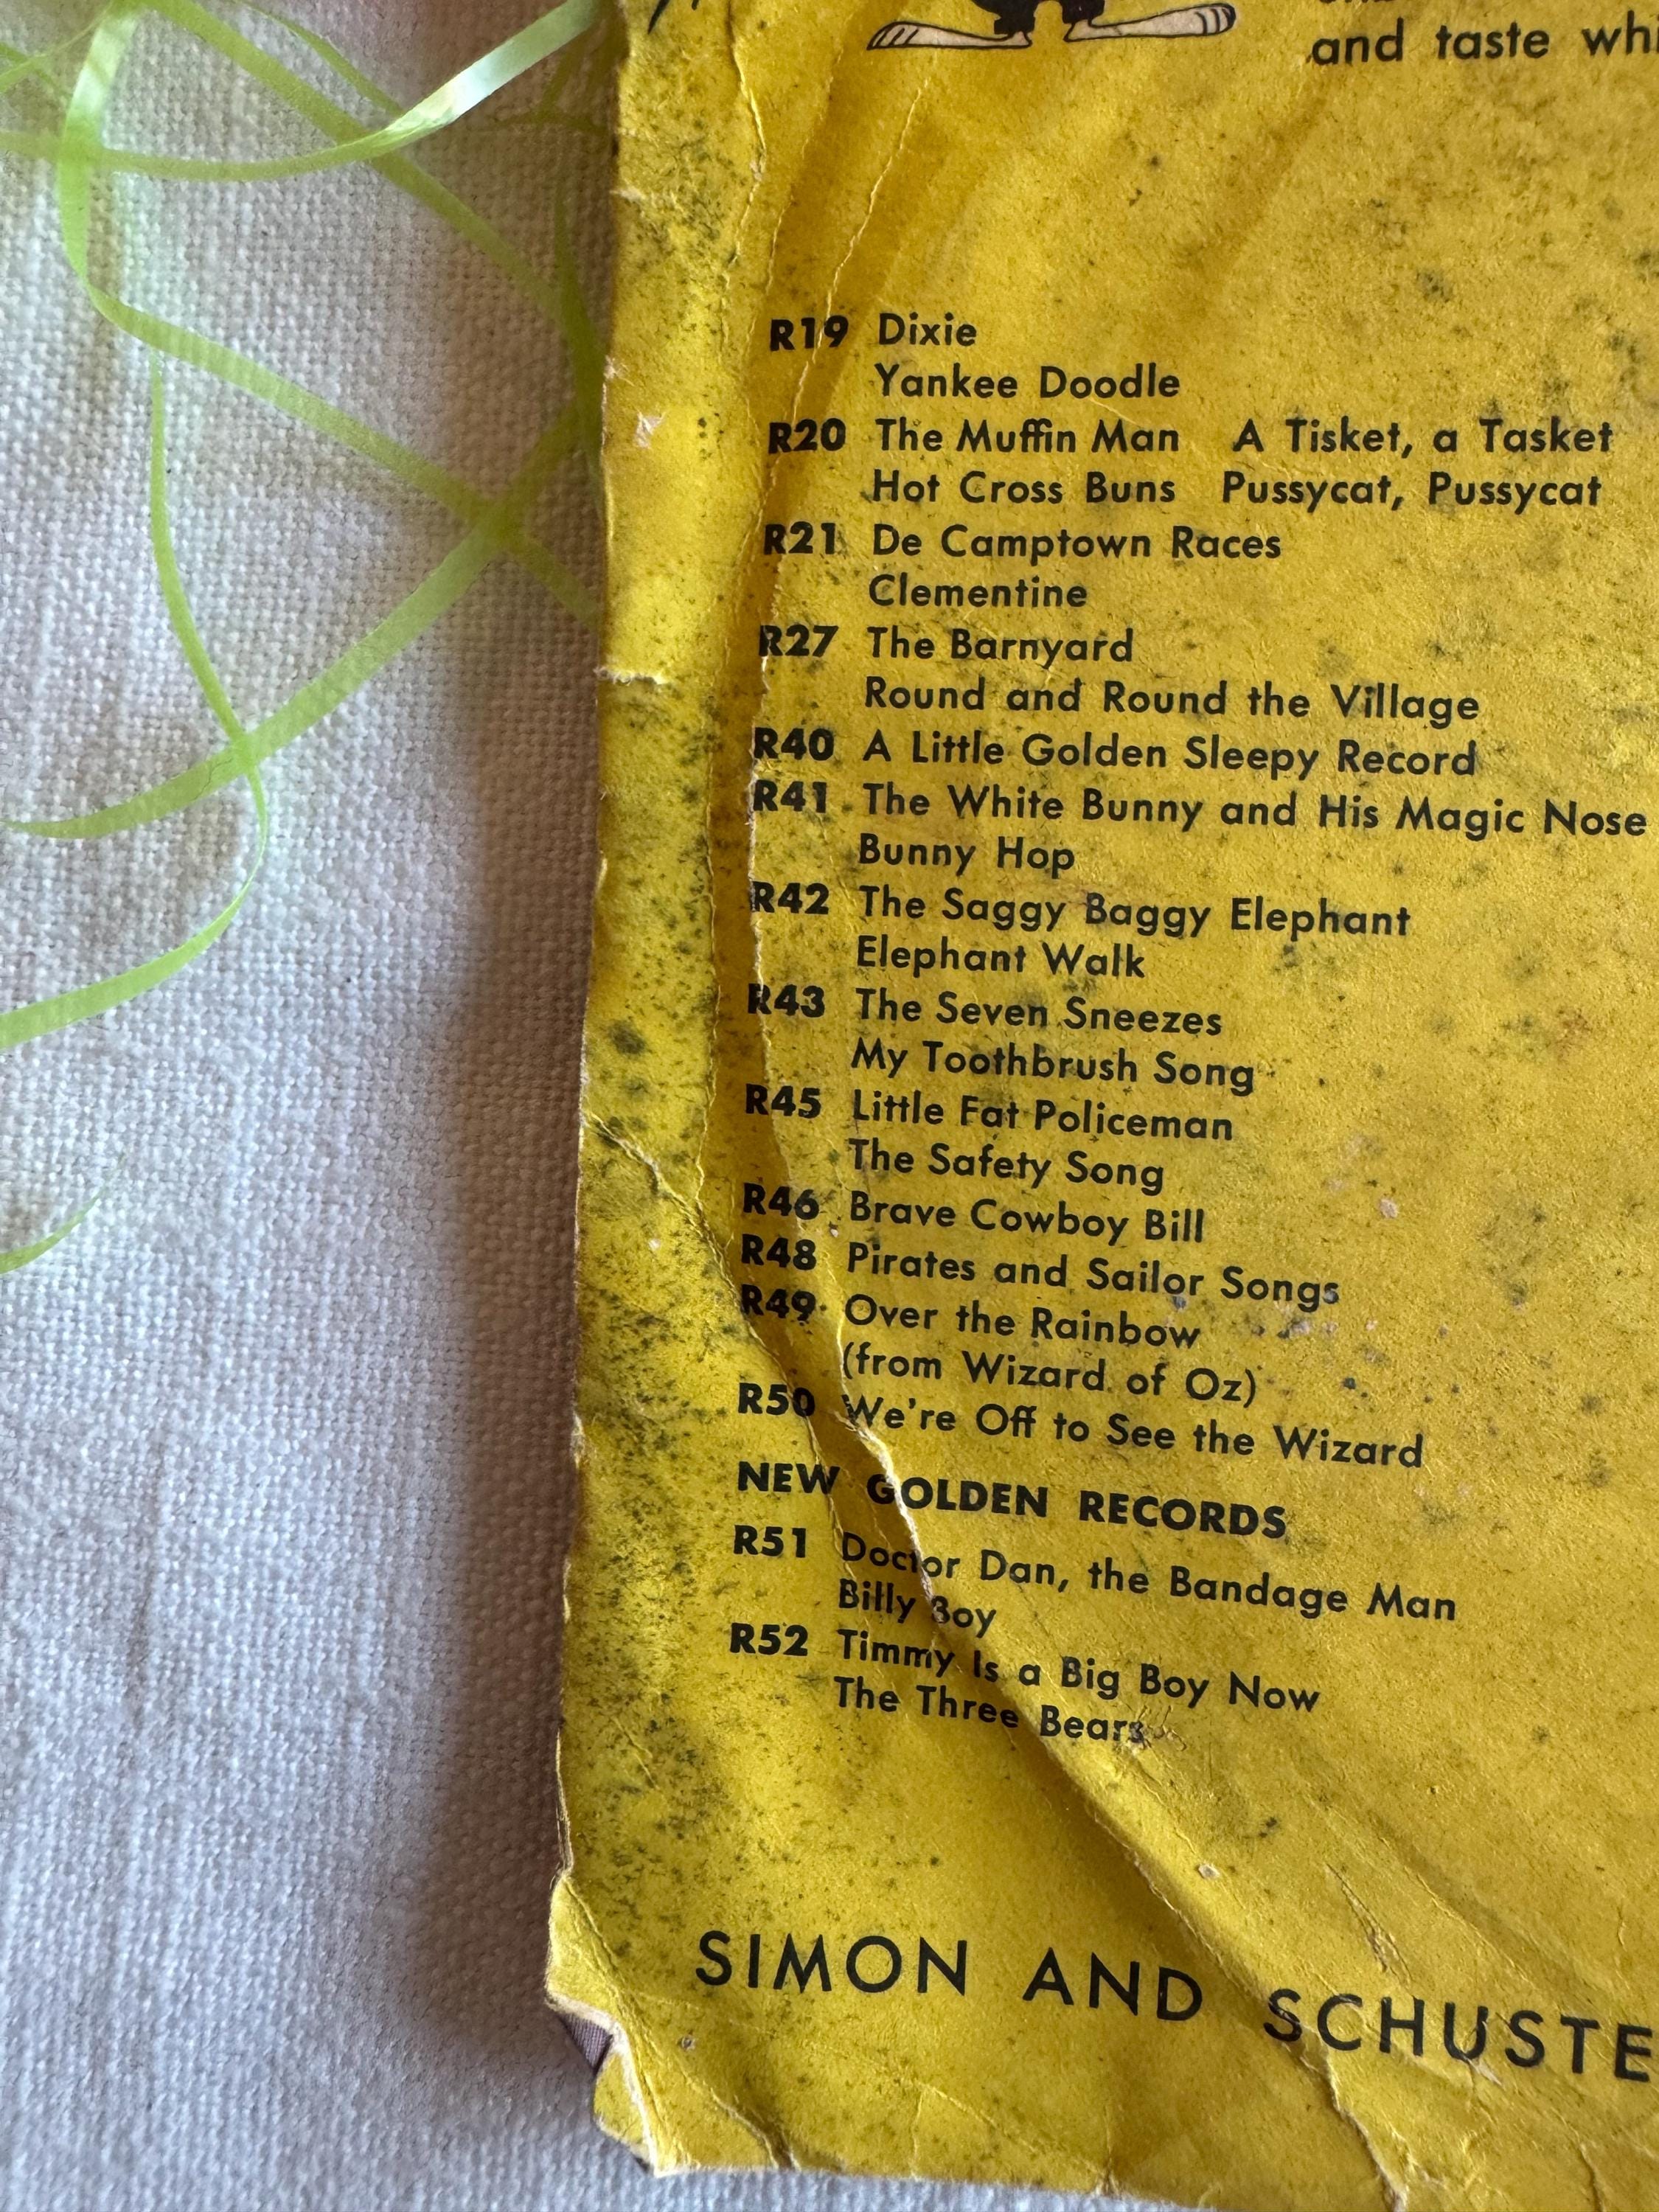 and taste
R19 Dixie
Yankee Doodle
R20 The Muffin Man A Tisket, a Tasket
Hot Cross Buns Pussycat, Pussycat
R21 De Camptown Races
Clementine
R27 The Barnyard
Round and Round the Village
R40 A Little Golden Sleepy Record
R41 The White Bunny and His Magic Nose
Bunny Hop
R42 The Saggy Baggy Elephant
Elephant Walk
R43 The Seven Sneezes
My Toothbrush Song
R45 Little Fat Policeman
The Safety Song
R46 Brave Cowboy Bill
R48 Pirates and Sailor Songs
R49 Over the Rainbow
(from Wizard of Oz)
R50 We're Off to See the Wizard
NEW GOLDEN RECORDS
R51 Doctor Dan, the Bandage Man
Billy Boy
R52 Timmy Is a Big Boy Now
The Three Bears
SIMON AND SCHUSTE